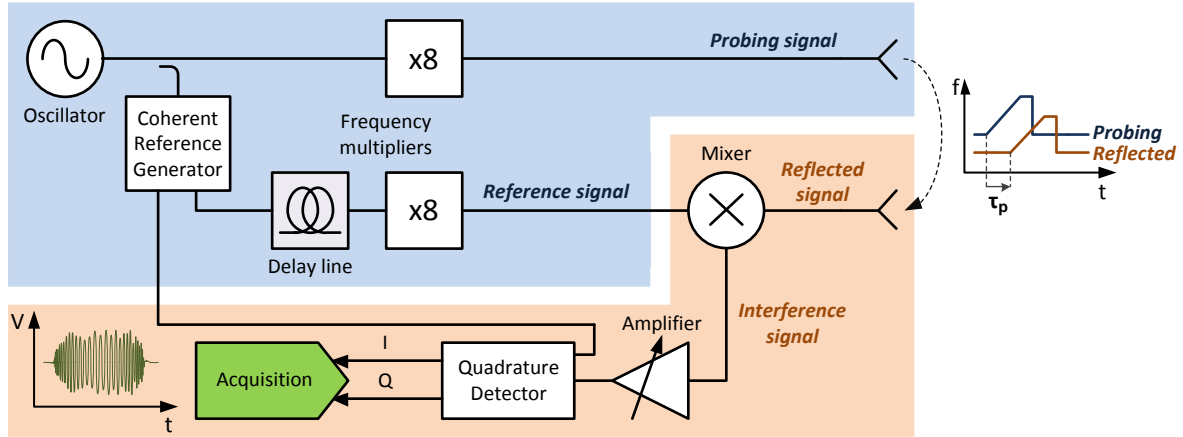 Oscillator
x8
Probing signal
Coherent
Reference
Generator
Frequency
multipliers
Delay line
x8
Reference signal
Mixer
Reflected
signal
f
Probing
Reflected
t
τp
Interference
signal
Amplifier
Quadrature
Detector
I
Q
Acquisition
V
t